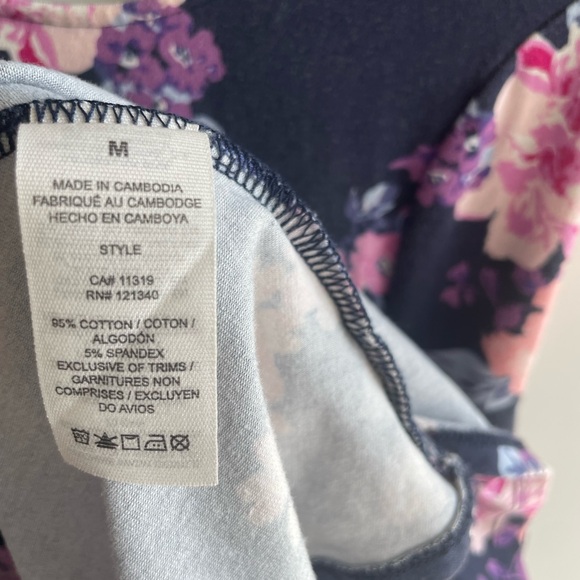 M
MADE IN CAMBODIA
FABRIQUÉ AU CAMBODGE
HECHO EN CAMBOYA
STYLE
CA# 11319
RN# 121340
95% COTTON / COTON /
ALGODÓN
5% SPANDEX
EXCLUSIVE OF TRIMS /
GARNITURES NON
COMPRISES / EXCLUYEN
DO AVIOS